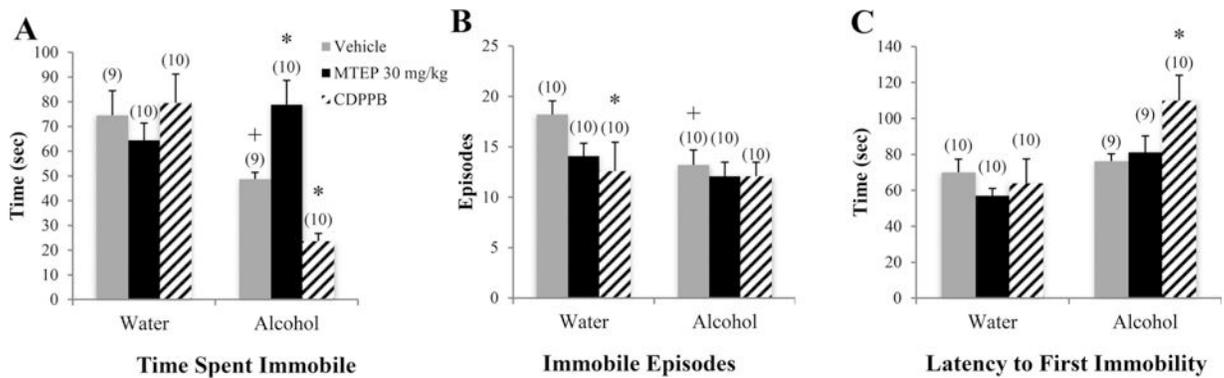 A
Time (sec)
100
90
80
70
60
50
40
30
20
10
0
(9)
(10)
(10)
+
(9)
*
(10)
*
(10)
Vehicle
MTEP 30 mg/kg
CDPPB
Water
Alcohol
Time Spent Immobile
B
Episodes
25
20
15
10
5
0
(10)
(10)
*
(10)
+
(10)
(10)
(10)
Water
Alcohol
Immobile Episodes
C
Time (sec)
140
120
100
80
60
40
20
0
(10)
(10)
(10)
(9)
(9)
*
(10)
Water
Alcohol
Latency to First Immobility